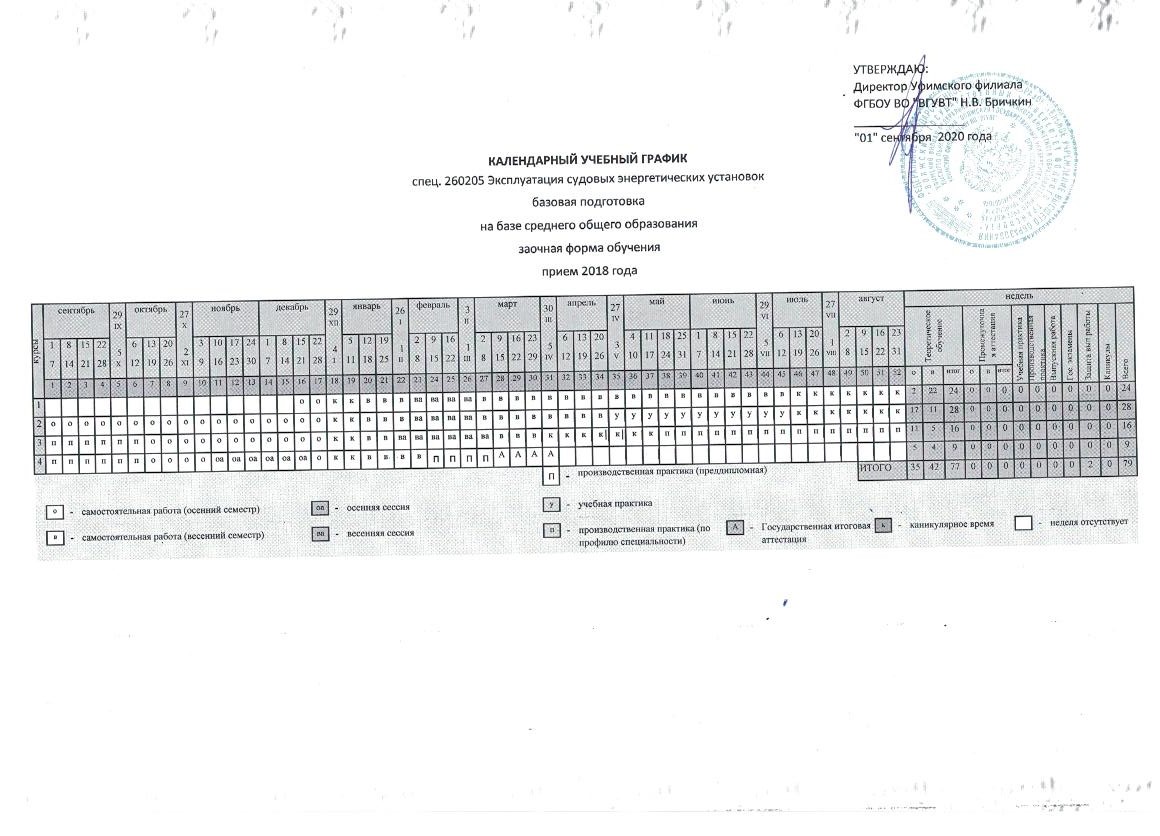 УТВЕРЖДАЮ:
Директор Уфимского филиала
ФГБОУ ВО "ВГУВТ" Н.В. Бричкин
"01" сентября 2020 года
КАЛЕНДАРНЫЙ УЧЕБНЫЙ ГРАФИК
спец. 260205 Эксплуатация судовых энергетических установок
базовая подготовка
на базе среднего общего образования
заочная форма обучения
прием 2018 года
курсы сентябрь 29 IX 5 X октябрь 27 X 2 XI ноябрь декабрь 29 XII 4 I январь 26 I 1 II февраль 3 II 1 III март 30 III 5 IV апрель 27 IV 3 V май июнь 29 VI 5 VII июль 27 VII 1 VIII август недель
1 8 15 22 6 13 20 3 10 17 24 1 8 15 22 5 12 19 2 9 16 2 9 16 23 6 13 20 4 11 18 25 1 8 15 22 6 13 20 2 9 16 23
7 14 21 28 12 19 26 9 16 23 30 7 14 21 28 11 18 25 8 15 22 8 15 22 29 12 19 26 10 17 24 31 7 14 21 28 12 19 26 8 15 22 31
Теоретическое обучение Промежуточная аттестация Учебная практика Производственная практика Выпускная работа Гос. экзамены Защита вып работы Каникулы Всего
1 2 3 4 5 6 7 8 9 10 11 12 13 14 15 16 17 18 19 20 21 22 23 24 25 26 27 28 29 30 31 32 33 34 35 36 37 38 39 40 41 42 43 44 45 46 47 48 49 50 51 52 о в итог о в итог
1 о о к к в в в в ва ва ва ва в в в в в в в в в в в в в в в в в в к к к к к к к 2 22 24 0 0 0 0 0 0 0 0 0 24
2 о о о о о о о о о о о о о о о о о к к в в в в ва ва ва в в в в в в в в у у у у у у у у у у у к к к к к к к 17 11 28 0 0 0 0 0 0 0 0 0 28
3 п п п п п п о о о о о о о о о о о к к в в ва ва ва ва ва ва в в в к к к к к к к к п п п п п п п п п п п п п п 11 5 16 0 0 0 0 0 0 0 0 0 16
4 п п п п п п о о о о оа оа оа оа оа оа о к к в в в в в П П П П А А А А 5 4 9 0 0 0 0 0 0 0 0 0 9
ИТОГО 35 42 77 0 0 0 0 0 0 0 2 0 79
П - производственная практика (преддипломная)
о - самостоятельная работа (осенний семестр) оа - осенняя сессия у - учебная практика
в - самостоятельная работа (весенний семестр) ва - весенняя сессия п - производственная практика (по профилю специальности) А - Государственная итоговая аттестация к - каникулярное время - неделя отсутствует